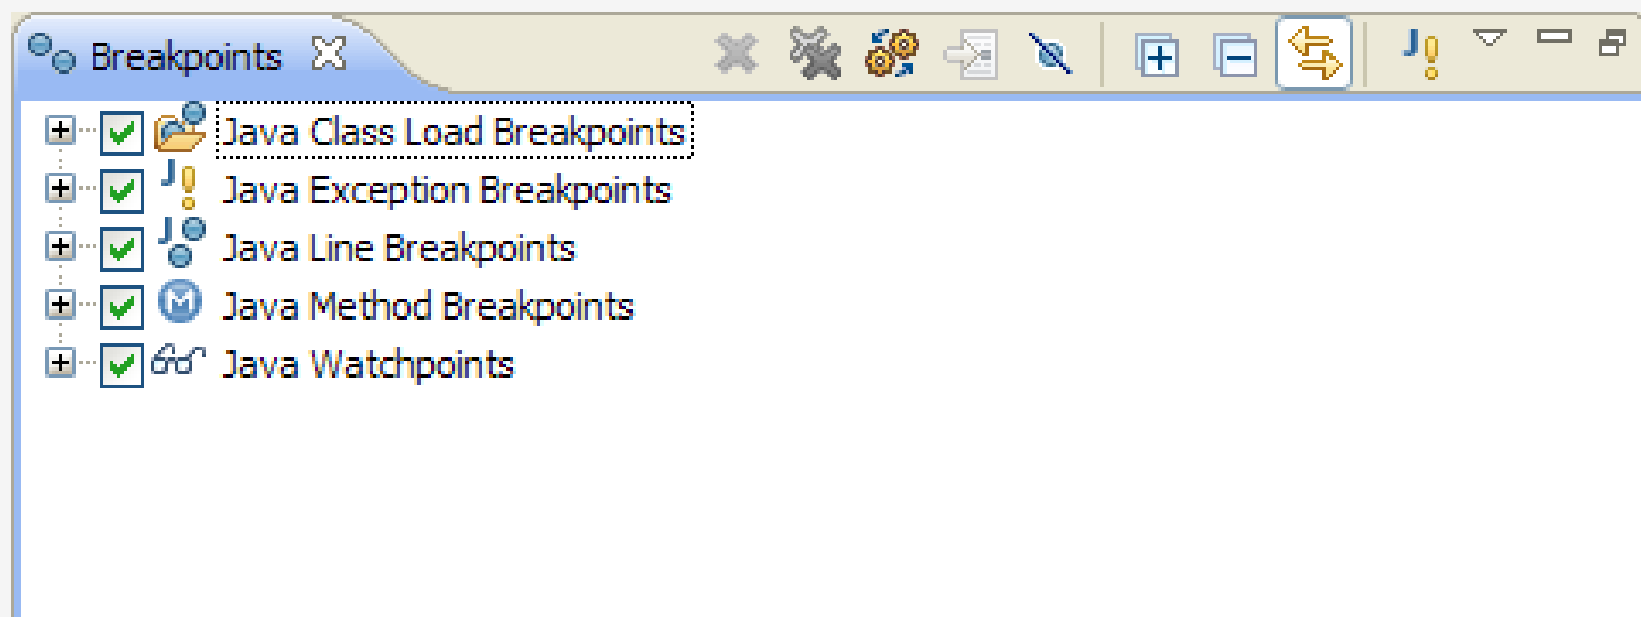 Breakpoints
Java Class Load Breakpoints
Java Exception Breakpoints
Java Line Breakpoints
Java Method Breakpoints
Java Watchpoints